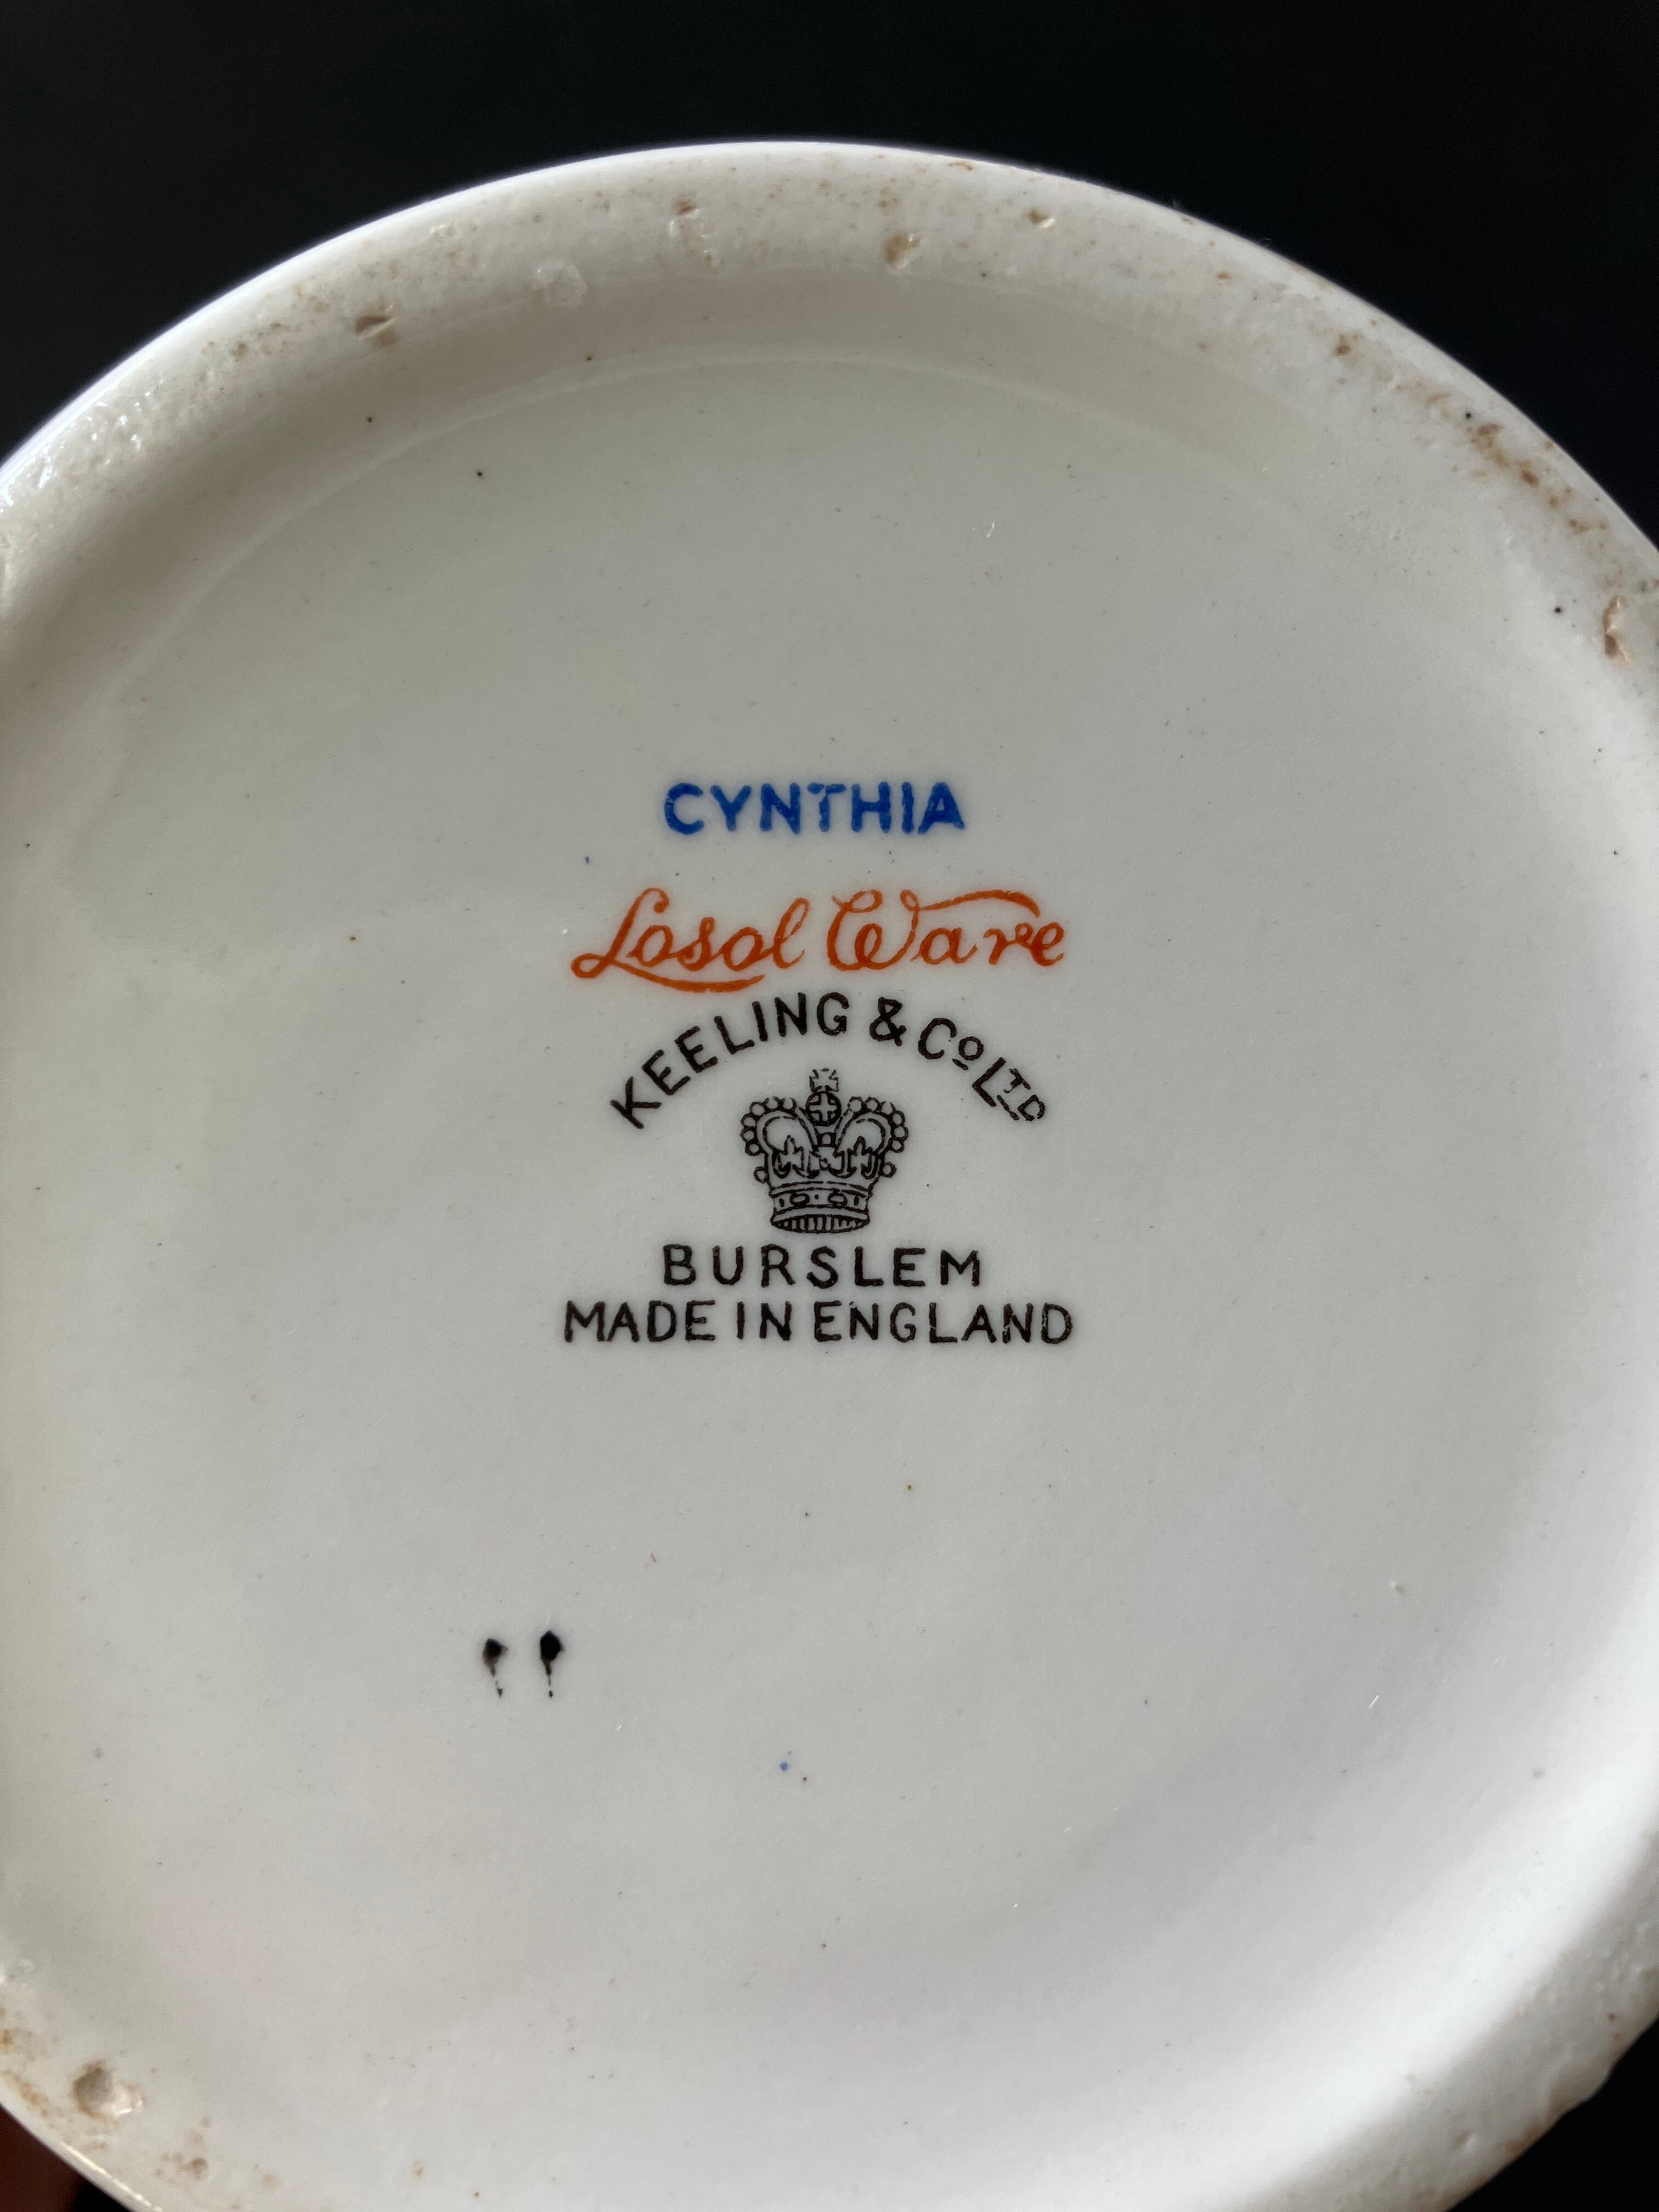 CYNTHIA
Losol Ware
KEELING & Co LTD
BURSLEM
MADE IN ENGLAND